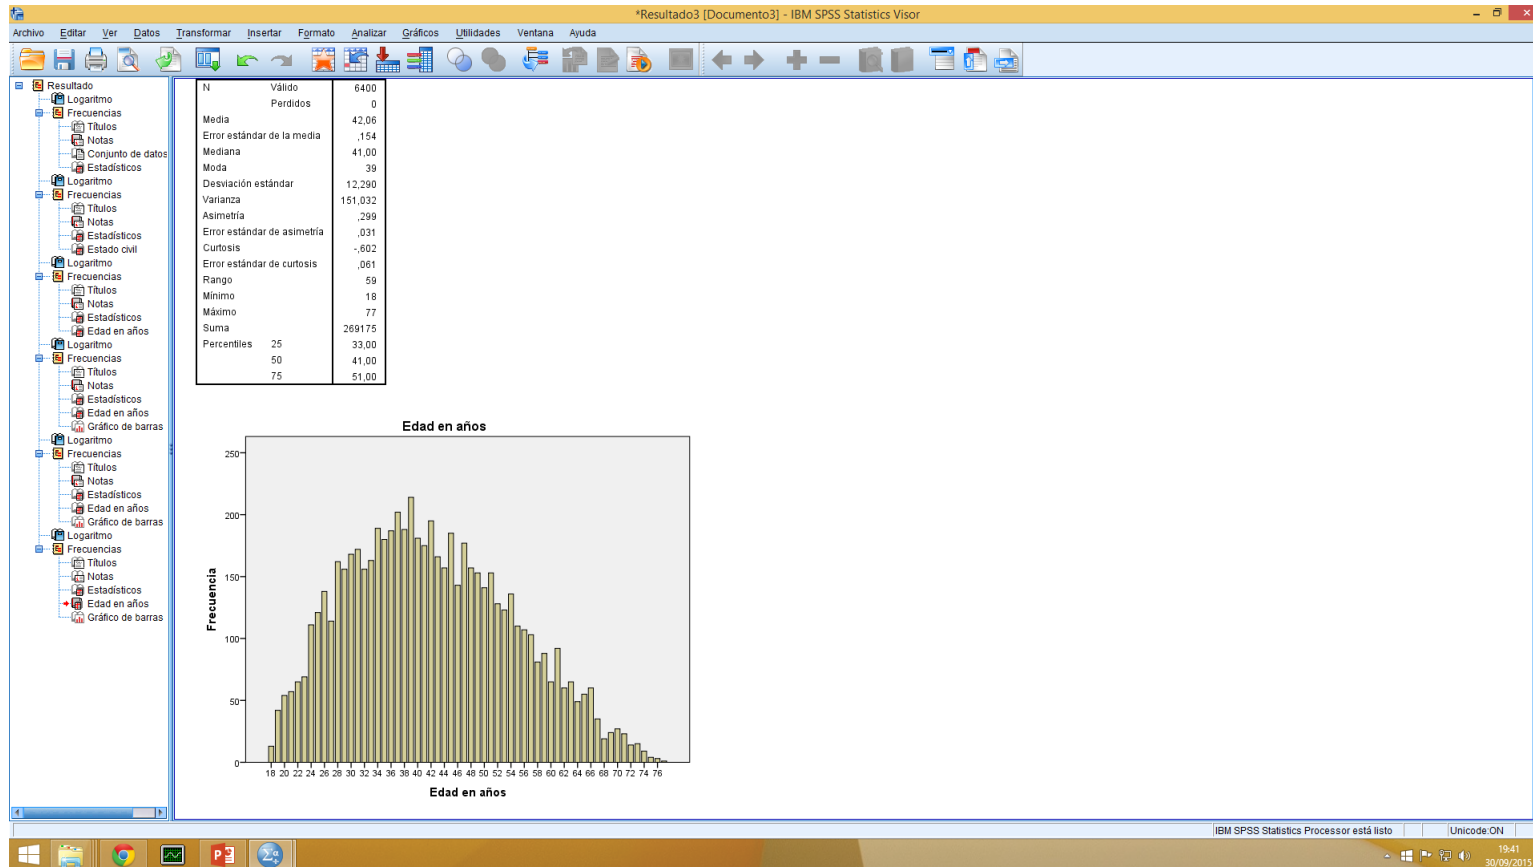 *Resultado3 [Documento3] - IBM SPSS Statistics Visor
Archivo Editar Ver Datos Transformar Insertar Formato Analizar Gráficos Utilidades Ventana Ayuda
Resultado
Logaritmo
Frecuencias
Títulos
Notas
Conjunto de datos
Estadísticos
Logaritmo
Frecuencias
Títulos
Notas
Estadísticos
Estado civil
Logaritmo
Frecuencias
Títulos
Notas
Estadísticos
Edad en años
Logaritmo
Frecuencias
Títulos
Notas
Estadísticos
Edad en años
Gráfico de barras
Logaritmo
Frecuencias
Títulos
Notas
Estadísticos
Edad en años
Gráfico de barras
Logaritmo
Frecuencias
Títulos
Notas
Estadísticos
Edad en años
Gráfico de barras
N Válido 6400
Perdidos 0
Media 42,06
Error estándar de la media ,154
Mediana 41,00
Moda 39
Desviación estándar 12,290
Varianza 151,032
Asimetría ,299
Error estándar de asimetría ,031
Curtosis -,602
Error estándar de curtosis ,061
Rango 59
Mínimo 18
Máximo 77
Suma 269175
Percentiles 25 33,00
50 41,00
75 51,00
Edad en años
Frecuencia
250
200
150
100
50
0
18 20 22 24 26 28 30 32 34 36 38 40 42 44 46 48 50 52 54 56 58 60 62 64 66 68 70 72 74 76
Edad en años
IBM SPSS Statistics Processor está listo Unicode:ON
19:41
30/09/2015